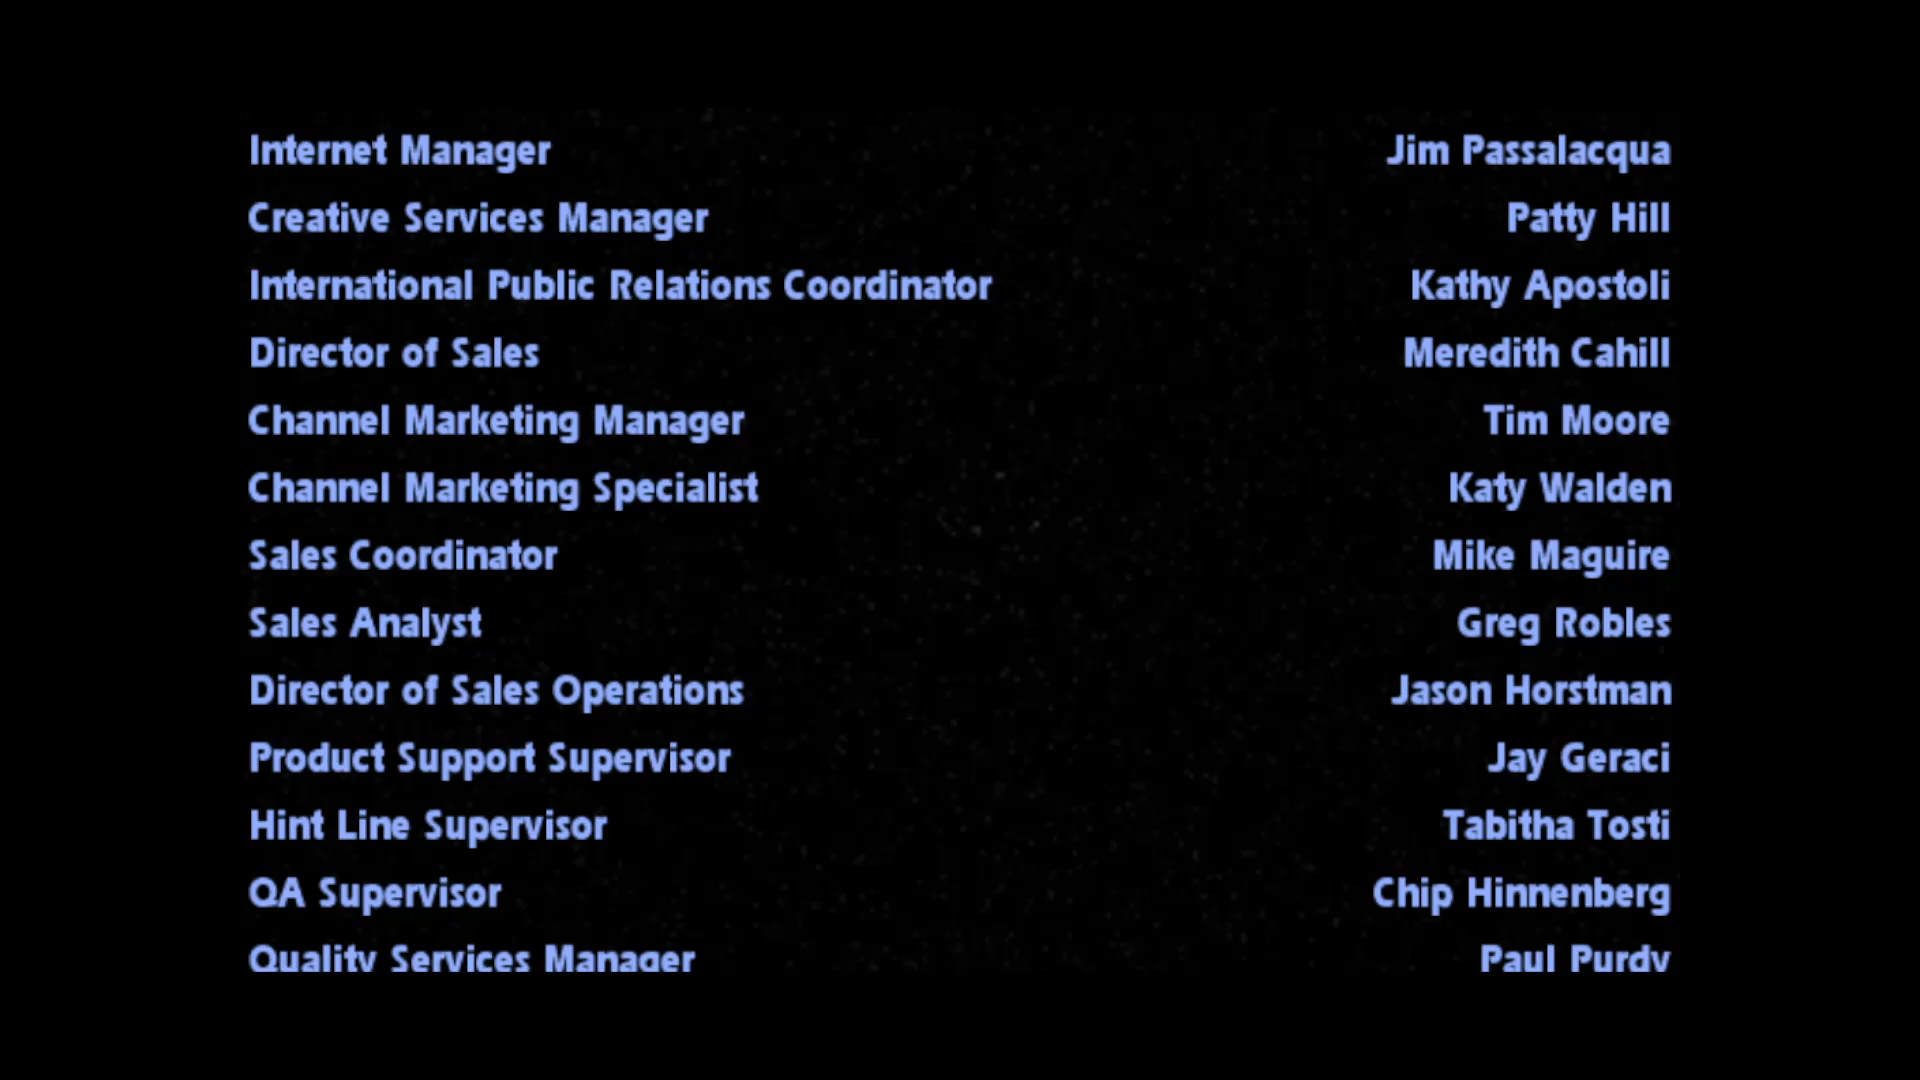 Internet Manager Jim Passalacqua
Creative Services Manager Patty Hill
International Public Relations Coordinator Kathy Apostoli
Director of Sales Meredith Cahill
Channel Marketing Manager Tim Moore
Channel Marketing Specialist Katy Walden
Sales Coordinator Mike Maguire
Sales Analyst Greg Robles
Director of Sales Operations Jason Horstman
Product Support Supervisor Jay Geraci
Hint Line Supervisor Tabitha Tosti
QA Supervisor Chip Hinnenberg
Quality Services Manager Paul Purdy